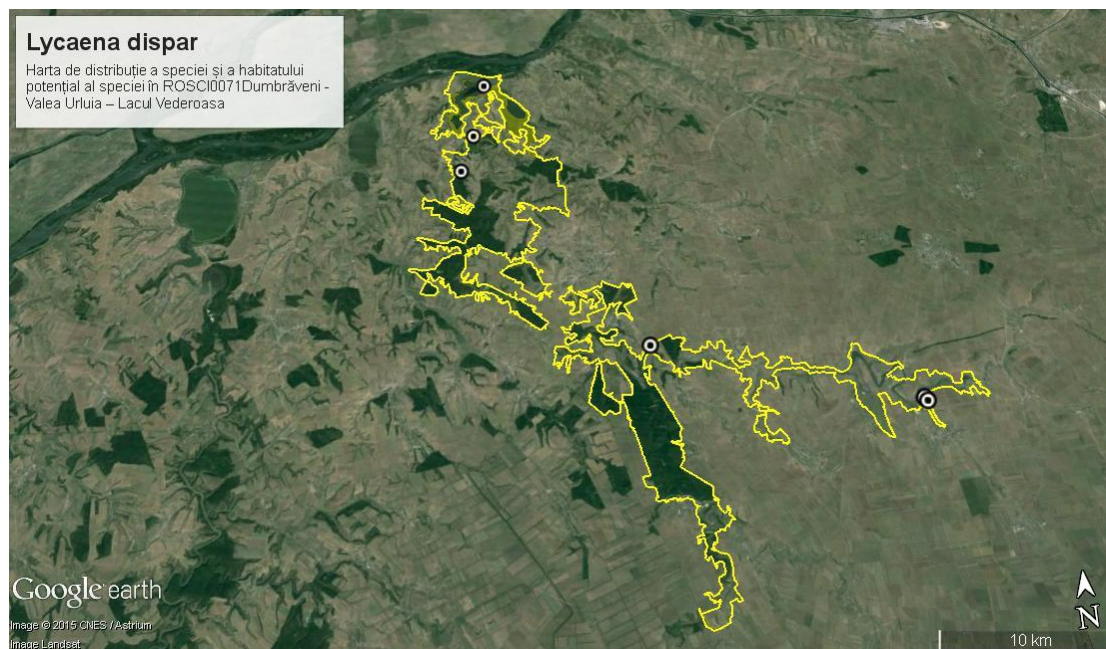 Lycaena dispar
Harta de distribuție a speciei și a habitatului
potențial al speciei în ROSCI0071Dumbrăveni -
Valea Urluia – Lacul Vederoasa
Google earth
Image © 2015 CNES / Astrium
Image Landsat
N
10 km